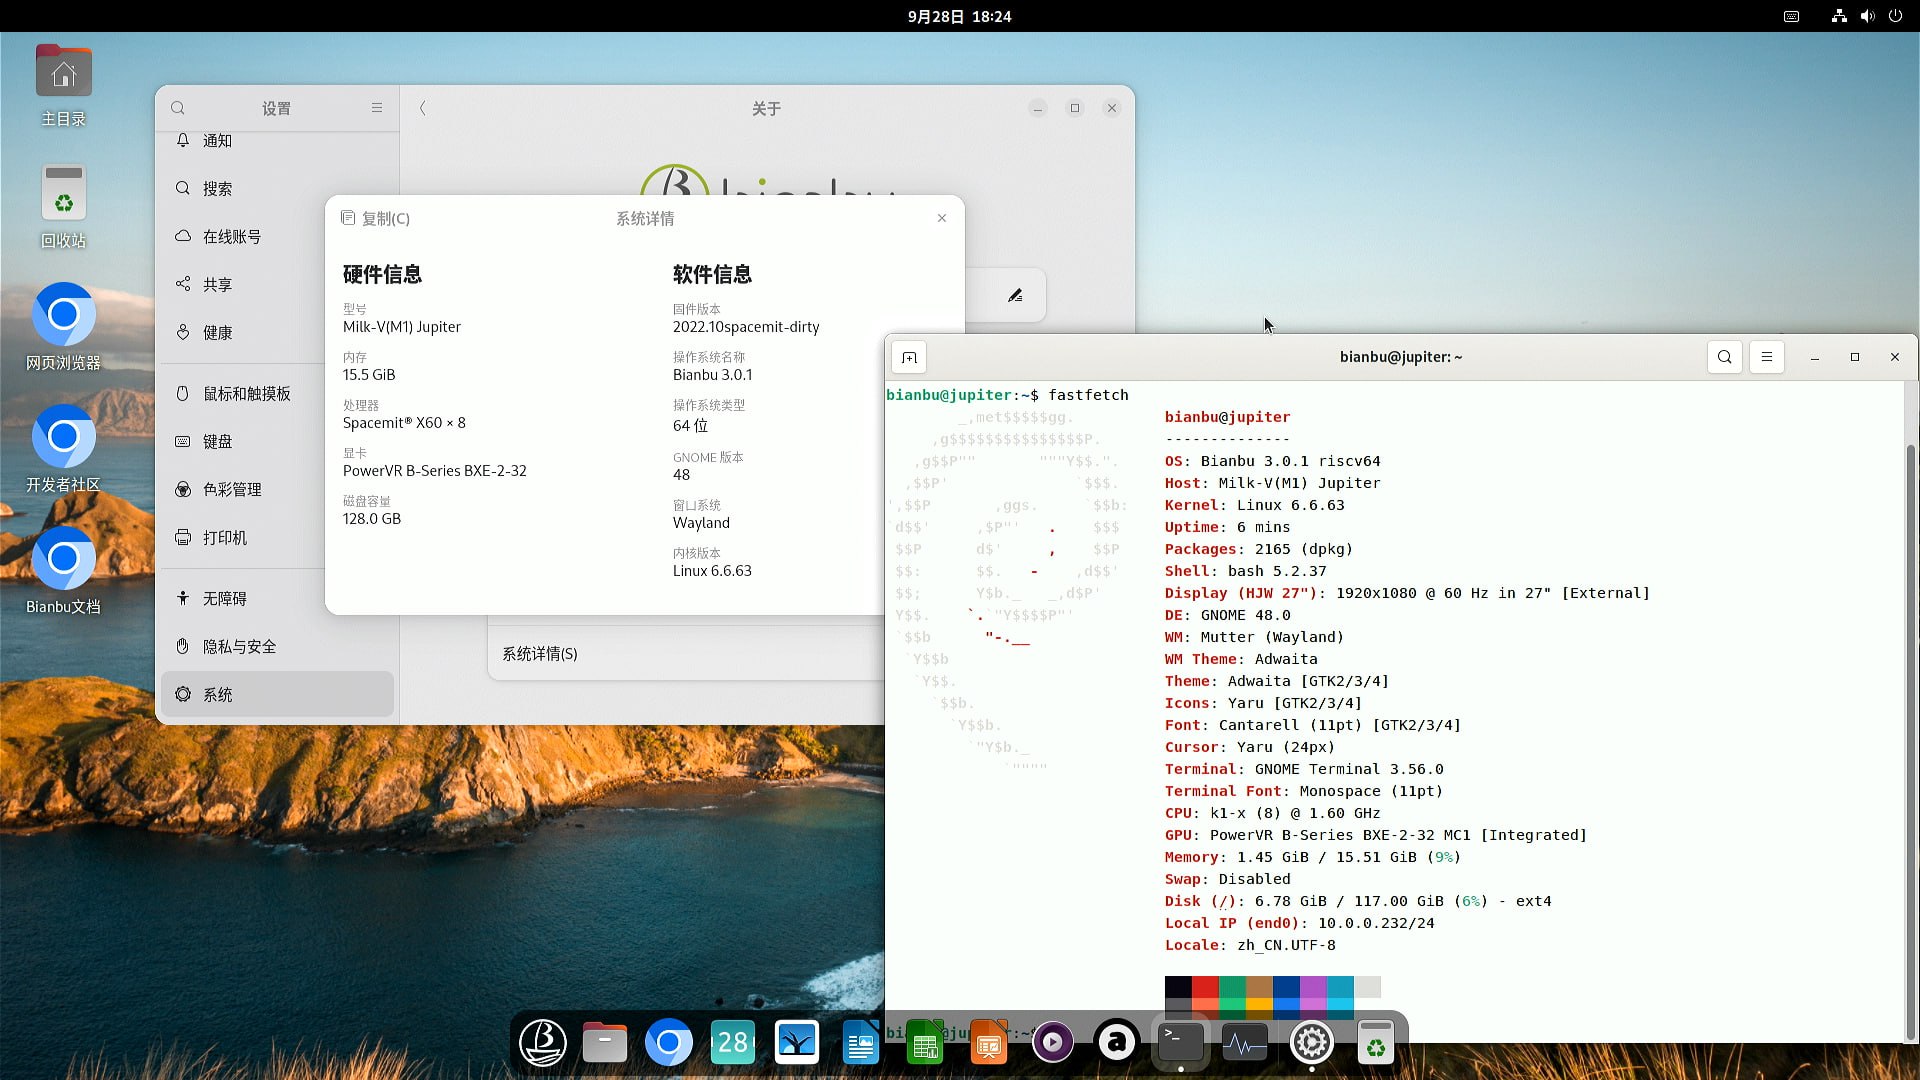 9月28日 18:24
主目录
回收站
网页浏览器
开发者社区
Bianbu文档
设置
通知
搜索
在线账号
共享
健康
鼠标和触摸板
键盘
色彩管理
打印机
无障碍
隐私与安全
系统
关于
bianbu
系统详情(S)
复制(C)
系统详情
硬件信息
型号
Milk-V(M1) Jupiter
内存
15.5 GiB
处理器
Spacemit® X60 × 8
显卡
PowerVR B-Series BXE-2-32
磁盘容量
128.0 GB
软件信息
固件版本
2022.10spacemit-dirty
操作系统名称
Bianbu 3.0.1
操作系统类型
64 位
GNOME 版本
48
窗口系统
Wayland
内核版本
Linux 6.6.63
bianbu@jupiter: ~
bianbu@jupiter:~$ fastfetch
bianbu@jupiter
--------------
OS: Bianbu 3.0.1 riscv64
Host: Milk-V(M1) Jupiter
Kernel: Linux 6.6.63
Uptime: 6 mins
Packages: 2165 (dpkg)
Shell: bash 5.2.37
Display (HJW 27"): 1920x1080 @ 60 Hz in 27" [External]
DE: GNOME 48.0
WM: Mutter (Wayland)
WM Theme: Adwaita
Theme: Adwaita [GTK2/3/4]
Icons: Yaru [GTK2/3/4]
Font: Cantarell (11pt) [GTK2/3/4]
Cursor: Yaru (24px)
Terminal: GNOME Terminal 3.56.0
Terminal Font: Monospace (11pt)
CPU: k1-x (8) @ 1.60 GHz
GPU: PowerVR B-Series BXE-2-32 MC1 [Integrated]
Memory: 1.45 GiB / 15.51 GiB (9%)
Swap: Disabled
Disk (/): 6.78 GiB / 117.00 GiB (6%) - ext4
Local IP (end0): 10.0.0.232/24
Locale: zh_CN.UTF-8
28